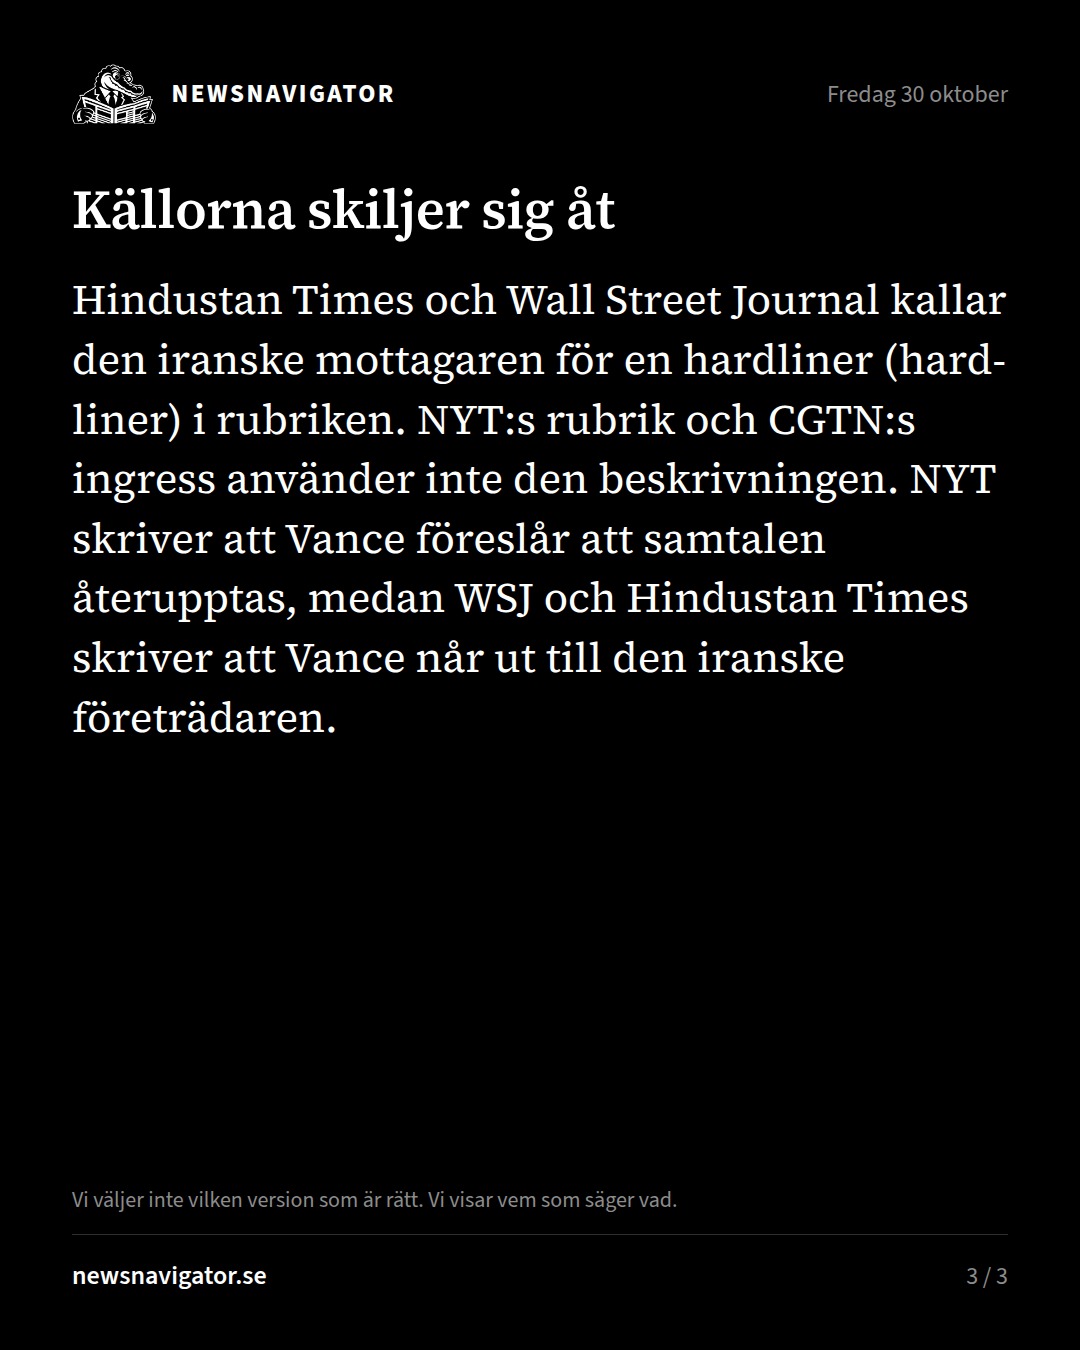 NEWSNAVIGATOR
Fredag 30 oktober
Källorna skiljer sig åt
Hindustan Times och Wall Street Journal kallar
den iranske mottagaren för en hardliner (hard-
liner) i rubriken. NYT:s rubrik och CGTN:s
ingress använder inte den beskrivningen. NYT
skriver att Vance föreslår att samtalen
återupptas, medan WSJ och Hindustan Times
skriver att Vance når ut till den iranske
företrädaren.
Vi väljer inte vilken version som är rätt. Vi visar vem som säger vad.
newsnavigator.se
3 / 3